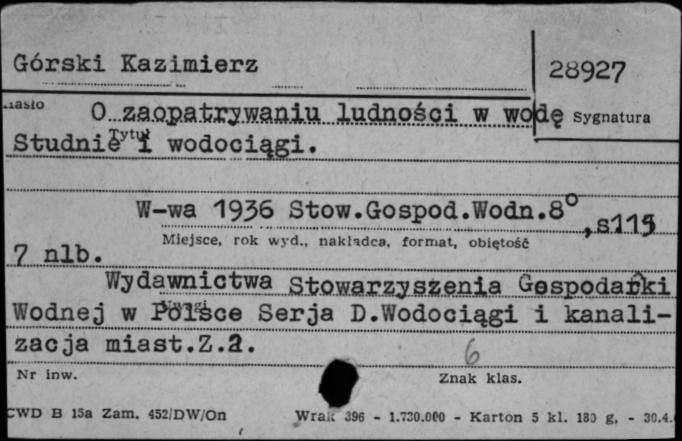 Górski Kazimierz
28927
Hasło
Sygnatura
O zaopatrywaniu ludności w wodę
Tytuł
Studnie i wodociągi.
W-wa 1936 Stow.Gospod.Wodn.8°,s115
Miejsce, rok wyd., nakładca, format, objętość
7 nlb.
Wydawnictwa Stowarzyszenia Gospodarki
Uwagi
Wodnej w Polsce Serja D.Wodociągi i kanali-
zacja miast.Z.2.
6
Nr inw.
Znak klas.
CWD B 15a Zam. 452/DW/On
Wrak 396 - 1.730.000 - Karton 5 kl. 180 g. - 30.4.